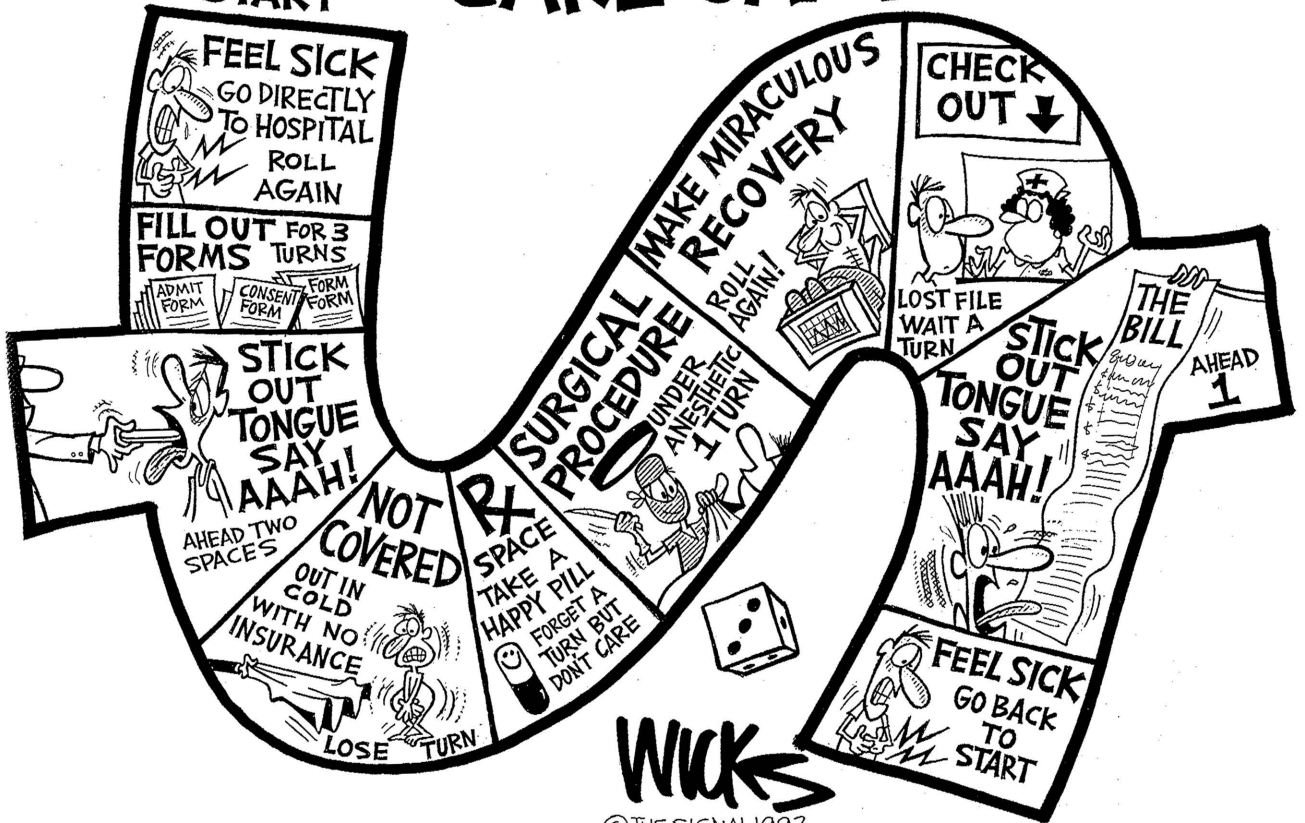 START
FEEL SICK
GO DIRECTLY
TO HOSPITAL
ROLL
AGAIN
FILL OUT FOR 3
FORMS TURNS
ADMIT
FORM
CONSENT
FORM
FORM
FORM
STICK
OUT
TONGUE
SAY
AAAH!
AHEAD TWO
SPACES
NOT
COVERED
OUT IN
COLD
WITH NO
INSURANCE
LOSE TURN
Rx
SPACE
TAKE A
HAPPY PILL
FORGET A
TURN BUT
DONT CARE
SURGICAL
PROCEDURE
UNDER
ANESTHETIC
1 TURN
MAKE MIRACULOUS
RECOVERY
ROLL
AGAIN!
CHECK
OUT
LOST FILE
WAIT A
TURN
STICK
OUT
TONGUE
SAY
AAAH!
THE
BILL
AHEAD
1
FEEL SICK
GO BACK
TO
START
WICKS